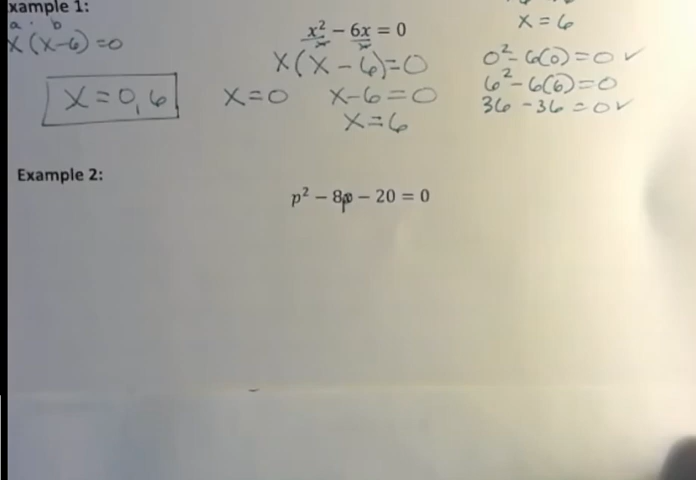 xample 1:
a · b
x(x-6)=0
x = 0, 6
x² − 6x = 0
x(x - 6)=0
x=0 x-6=0
x=6
x=6
0²-6(0)=0 ✓
6²-6(6)=0
36-36=0 ✓
Example 2:
p² − 8p − 20 = 0